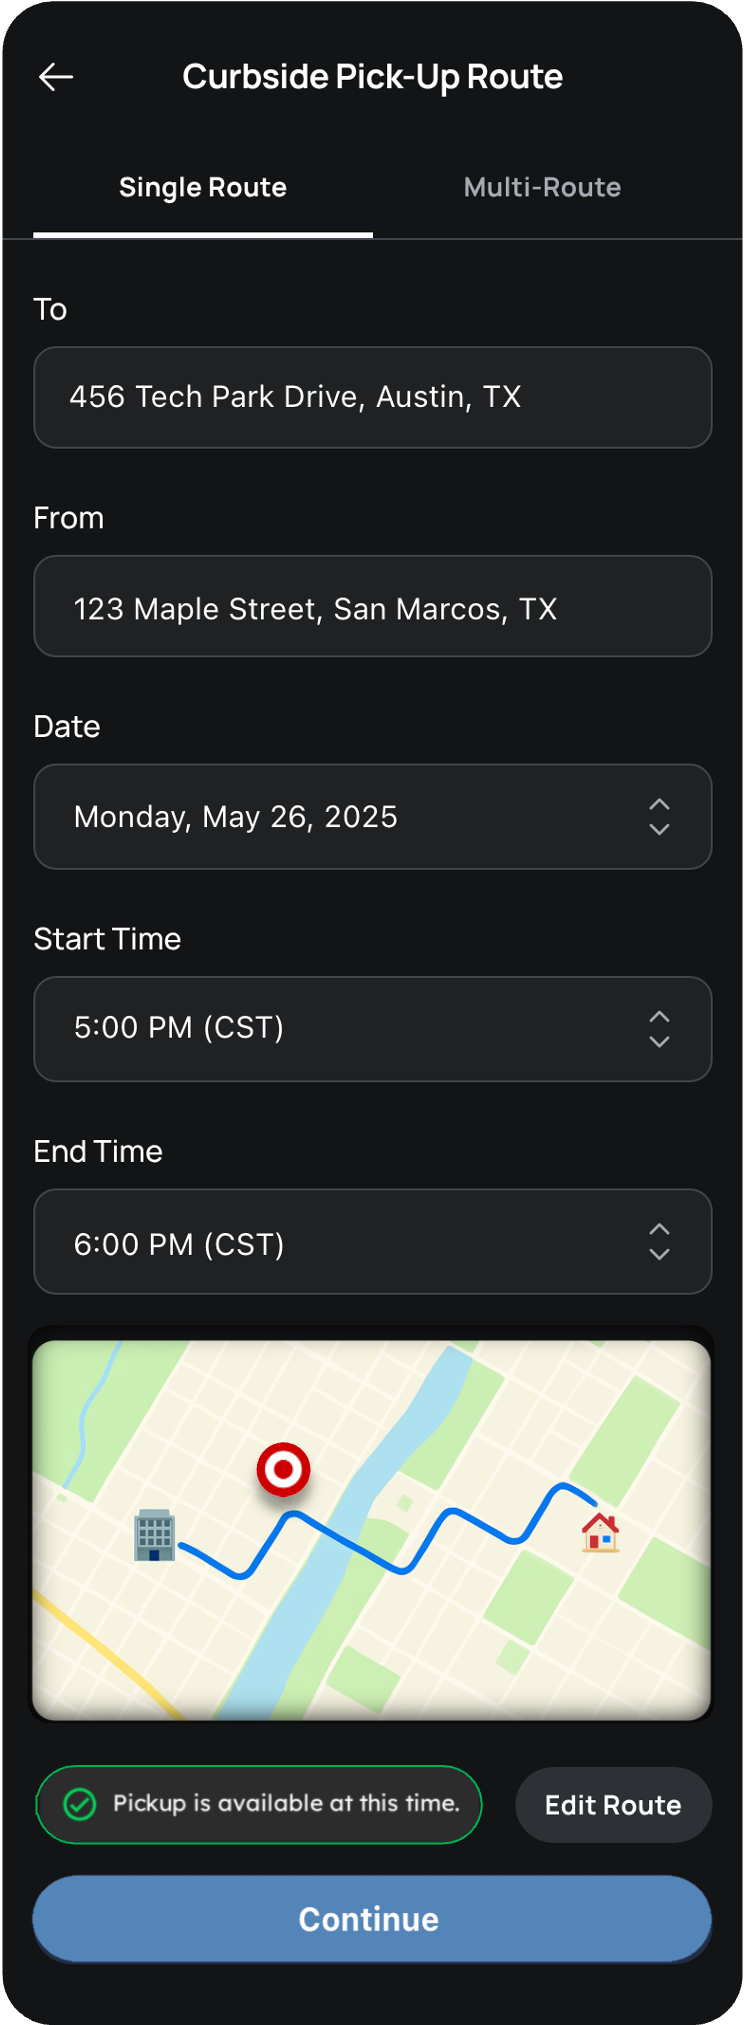 Curbside Pick-Up Route
Single Route
Multi-Route
To
456 Tech Park Drive, Austin, TX
From
123 Maple Street, San Marcos, TX
Date
Monday, May 26, 2025
Start Time
5:00 PM (CST)
End Time
6:00 PM (CST)
Pickup is available at this time.
Edit Route
Continue